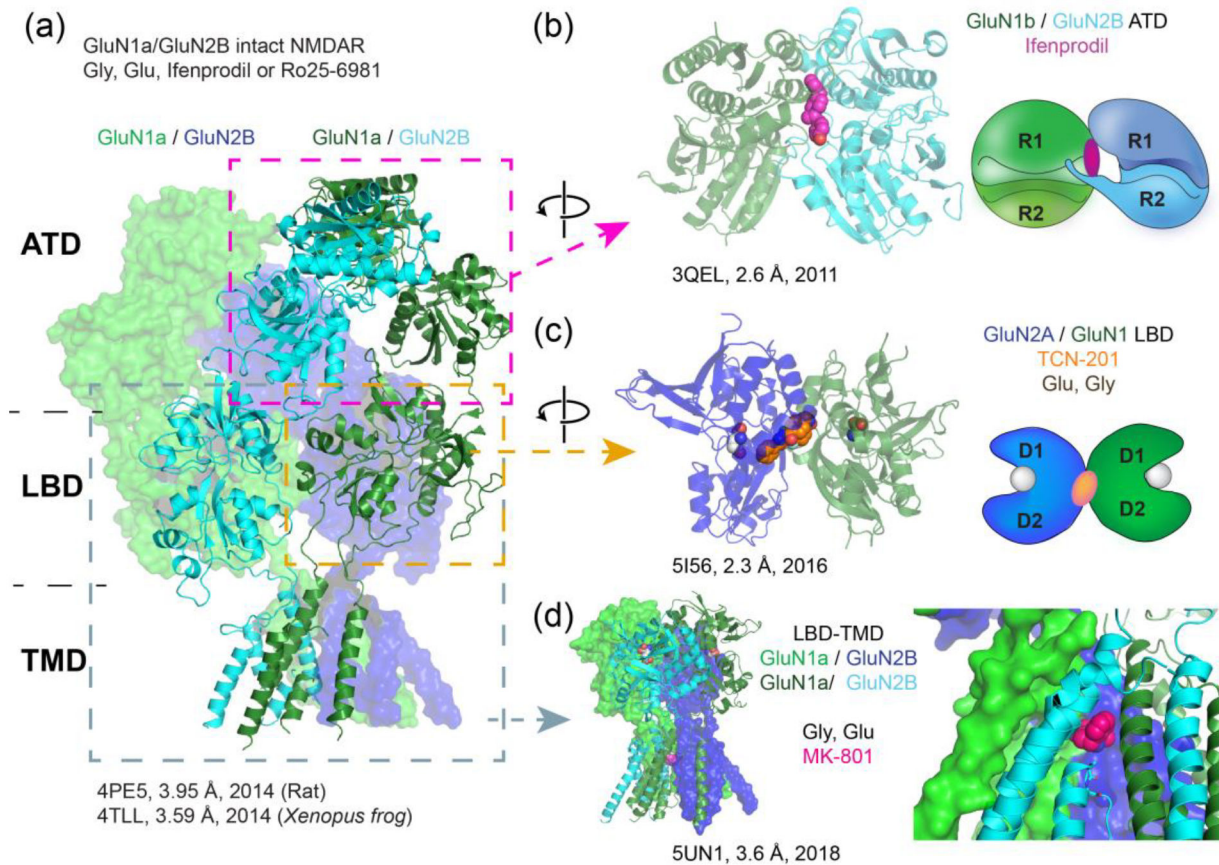 (a)
GluN1a/GluN2B intact NMDAR
Gly, Glu, Ifenprodil or Ro25-6981
GluN1a / GluN2B
GluN1a / GluN2B
ATD
LBD
TMD
4PE5, 3.95 Å, 2014 (Rat)
4TLL, 3.59 Å, 2014 (Xenopus frog)
(b)
GluN1b / GluN2B ATD
Ifenprodil
R1
R1
R2
R2
3QEL, 2.6 Å, 2011
(c)
GluN2A / GluN1 LBD
TCN-201
Glu, Gly
D1
D1
D2
D2
5I56, 2.3 Å, 2016
(d)
LBD-TMD
GluN1a / GluN2B
GluN1a/ GluN2B
Gly, Glu
MK-801
5UN1, 3.6 Å, 2018